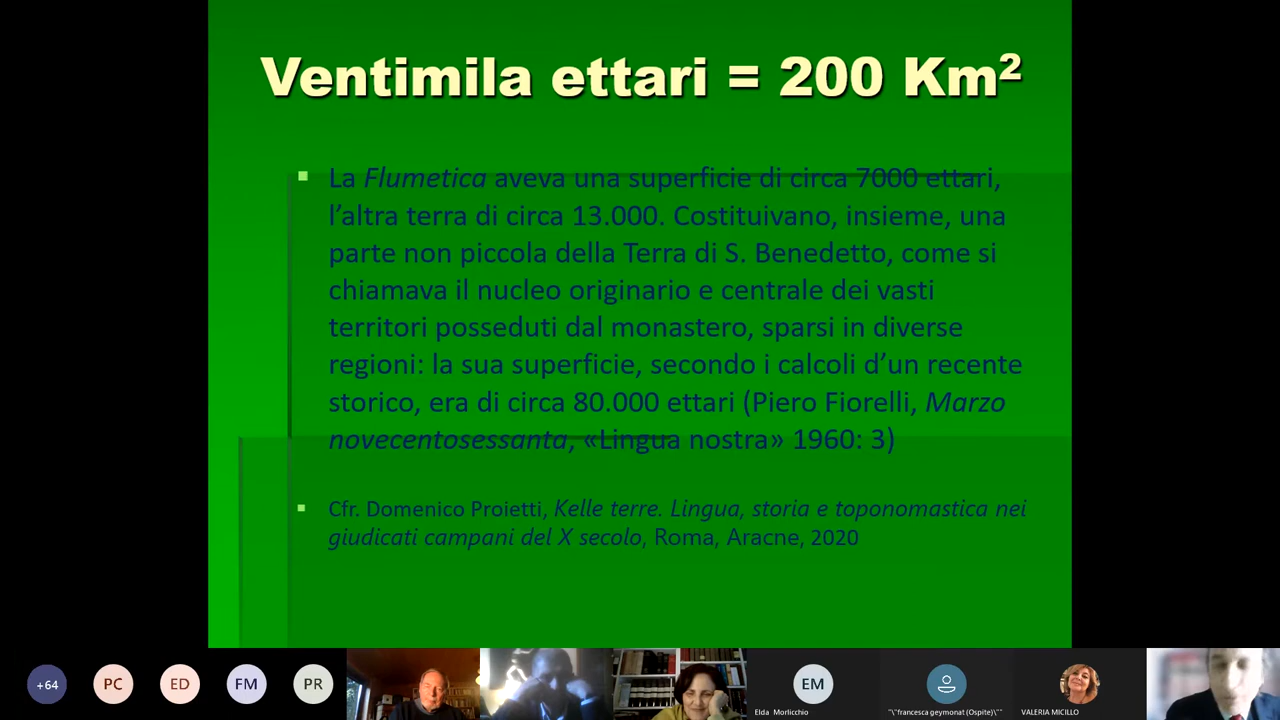 Ventimila ettari = 200 Km²
La Flumetica aveva una superficie di circa 7000 ettari,
l’altra terra di circa 13.000. Costituivano, insieme, una
parte non piccola della Terra di S. Benedetto, come si
chiamava il nucleo originario e centrale dei vasti
territori posseduti dal monastero, sparsi in diverse
regioni: la sua superficie, secondo i calcoli d’un recente
storico, era di circa 80.000 ettari (Piero Fiorelli, Marzo
novecentosessanta, «Lingua nostra» 1960: 3)
Cfr. Domenico Proietti, Kelle terre. Lingua, storia e toponomastica nei
giudicati campani del X secolo, Roma, Aracne, 2020
+64 PC ED FM PR EM
Elda Morlicchio "\"francesca geymonat (Ospite)\"" VALERIA MICILLO